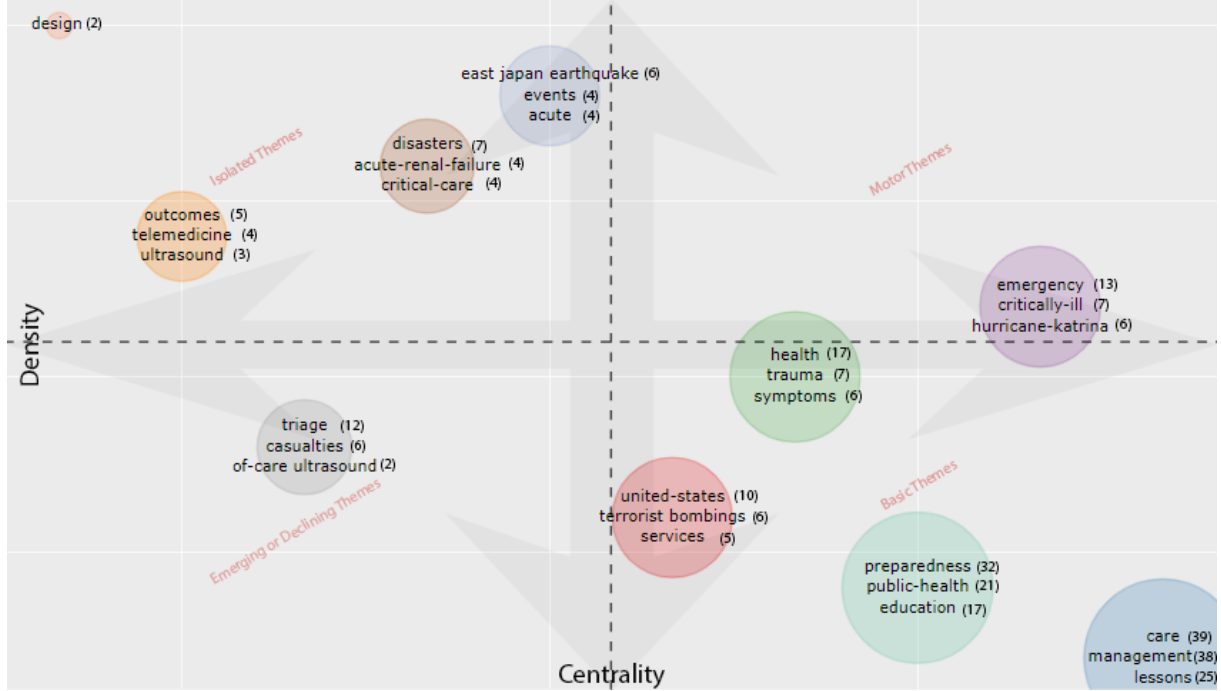 design (2)
east japan earthquake (6)
events (4)
acute (4)
disasters (7)
acute-renal-failure (4)
critical-care (4)
Isolated Themes
Motor Themes
outcomes (5)
telemedicine (4)
ultrasound (3)
emergency (13)
critically-ill (7)
hurricane-katrina (6)
Density
health (17)
trauma (7)
symptoms (6)
triage (12)
casualties (6)
of-care ultrasound (2)
Emerging or Declining Themes
Basic Themes
united-states (10)
terrorist bombings (6)
services (5)
preparedness (32)
public-health (21)
education (17)
care (39)
management (38)
lessons (25)
Centrality